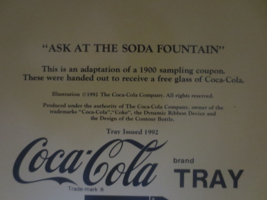 "ASK AT THE SODA FOUNTAIN"
This is an adaptation of a 1900 sampling coupon.
These were handed out to receive a free glass of Coca-Cola.
Illustration ©1992 The Coca-Cola Company. All rights reserved.
Produced under the authority of The Coca-Cola Company, owner of the
trademarks "Coca-Cola", "Coke", the Dynamic Ribbon Device and
the Design of the Contour Bottle.
Tray Issued 1992
Coca-Cola brand TRAY
Trade-mark ®